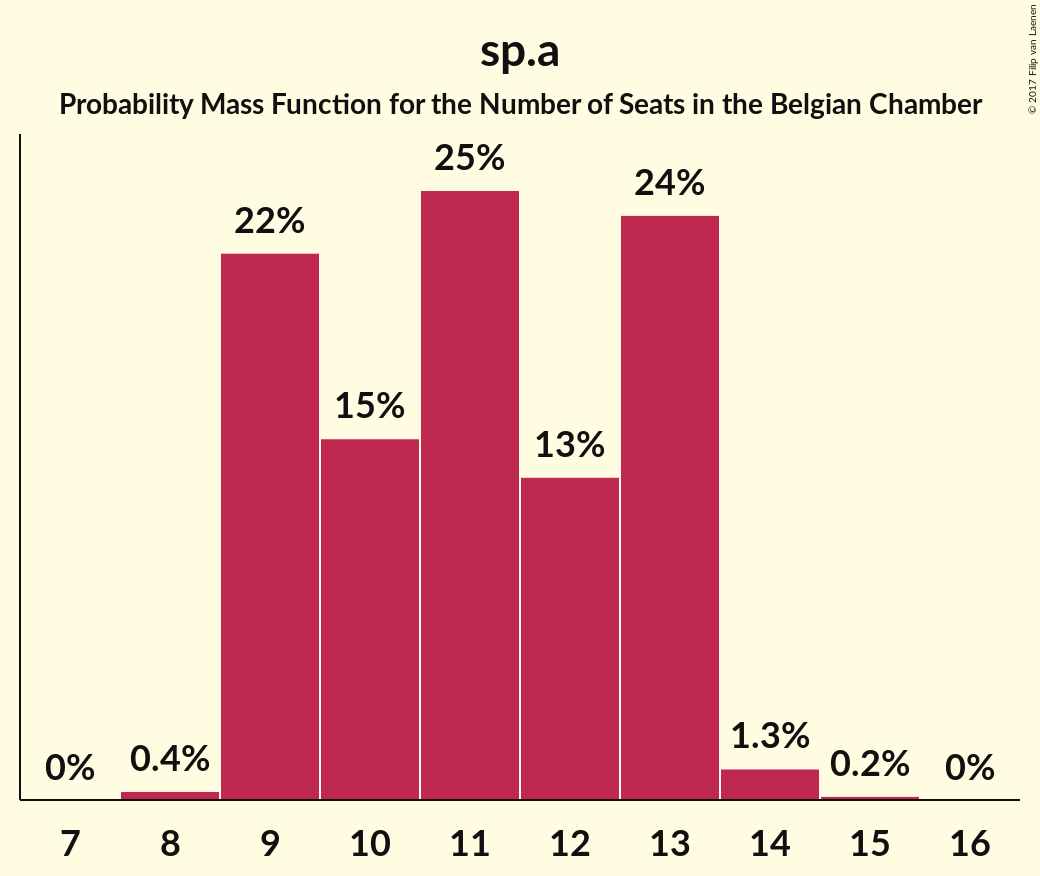 sp.a
Probability Mass Function for the Number of Seats in the Belgian Chamber
© 2017 Filip van Laenen
0% 0.4% 22% 15% 25% 13% 24% 1.3% 0.2% 0%
7 8 9 10 11 12 13 14 15 16